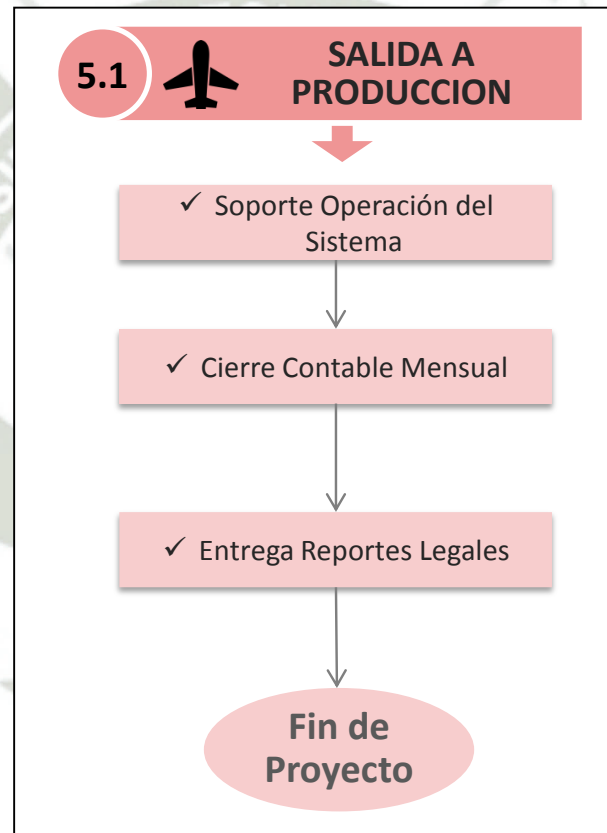 5.1
SALIDA A
PRODUCCION
✓ Soporte Operación del
Sistema
✓ Cierre Contable Mensual
✓ Entrega Reportes Legales
Fin de
Proyecto